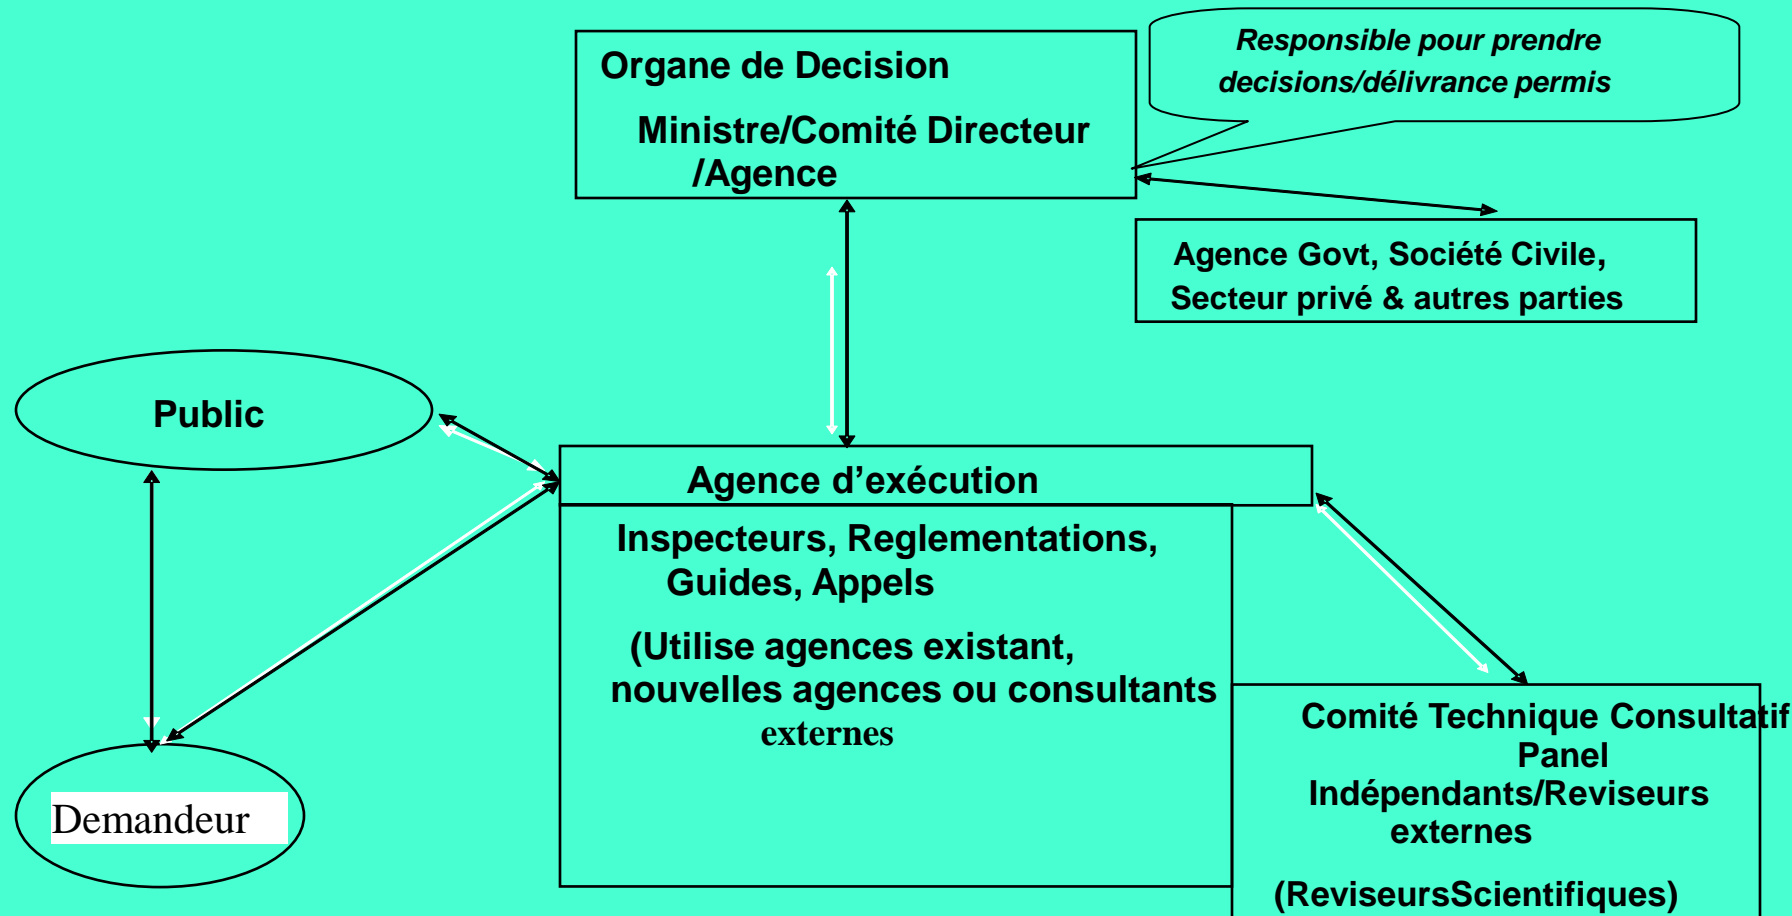 Responsible pour prendre
decisions/délivrance permis
Organe de Decision
Ministre/Comité Directeur
/Agence
Agence Govt, Société Civile,
Secteur privé & autres parties
Public
Agence d’exécution
Inspecteurs, Reglementations,
Guides, Appels
(Utilise agences existant,
nouvelles agences ou consultants
externes
Demandeur
Comité Technique Consultatif
Panel
Indépendants/Reviseurs
externes
(ReviseursScientifiques)